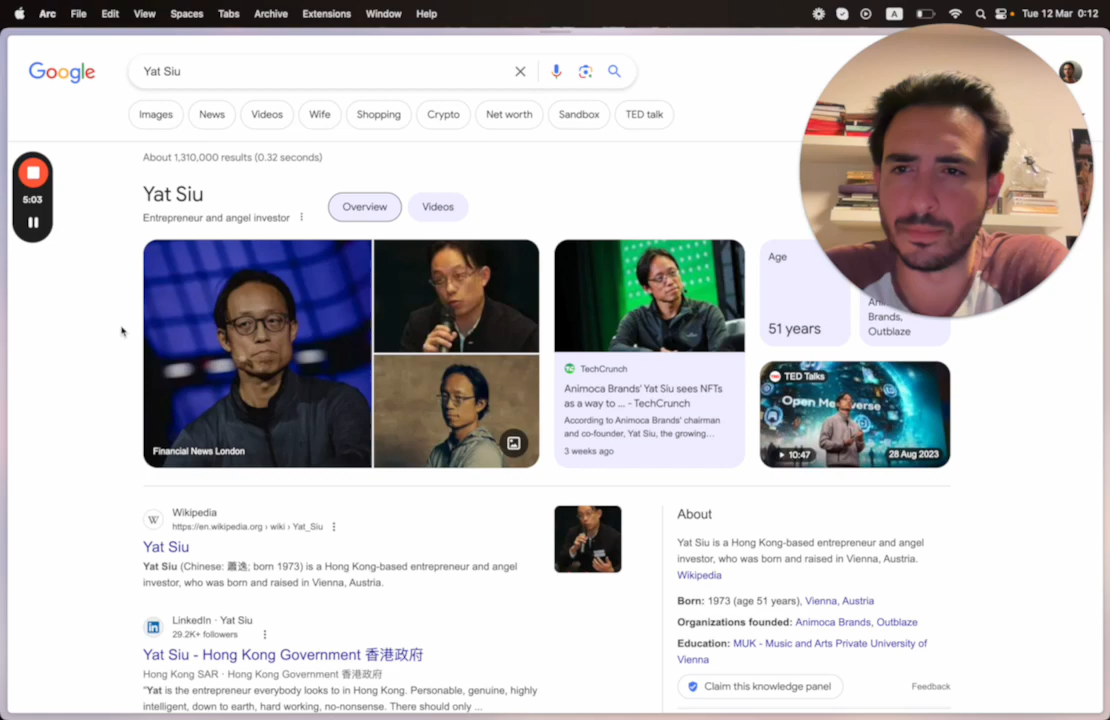 Arc File Edit View Spaces Tabs Archive Extensions Window Help A Tue 12 Mar 0:12
Google
Yat Siu
Images News Videos Wife Shopping Crypto Net worth Sandbox TED talk
About 1,310,000 results (0.32 seconds)
5:03
Yat Siu
Entrepreneur and angel investor
Overview Videos
Financial News London
TechCrunch
Animoca Brands' Yat Siu sees NFTs
as a way to ... - TechCrunch
According to Animoca Brands' chairman
and co-founder, Yat Siu, the growing…
3 weeks ago
Age
51 years
Brands,
Outblaze
TED Talks
Open Me verse
10:47
28 Aug 2023
W
Wikipedia
https://en.wikipedia.org › wiki › Yat_Siu
Yat Siu
Yat Siu (Chinese: 蕭逸; born 1973) is a Hong Kong-based entrepreneur and angel
investor, who was born and raised in Vienna, Austria.
in
LinkedIn · Yat Siu
29.2K+ followers
Yat Siu - Hong Kong Government 香港政府
Hong Kong SAR · Hong Kong Government 香港政府
"Yat is the entrepreneur everybody looks to in Hong Kong. Personable, genuine, highly
intelligent, down to earth, hard working, no-nonsense. There should only ...
About
Yat Siu is a Hong Kong-based entrepreneur and angel
investor, who was born and raised in Vienna, Austria.
Wikipedia
Born: 1973 (age 51 years), Vienna, Austria
Organizations founded: Animoca Brands, Outblaze
Education: MUK - Music and Arts Private University of
Vienna
Claim this knowledge panel
Feedback